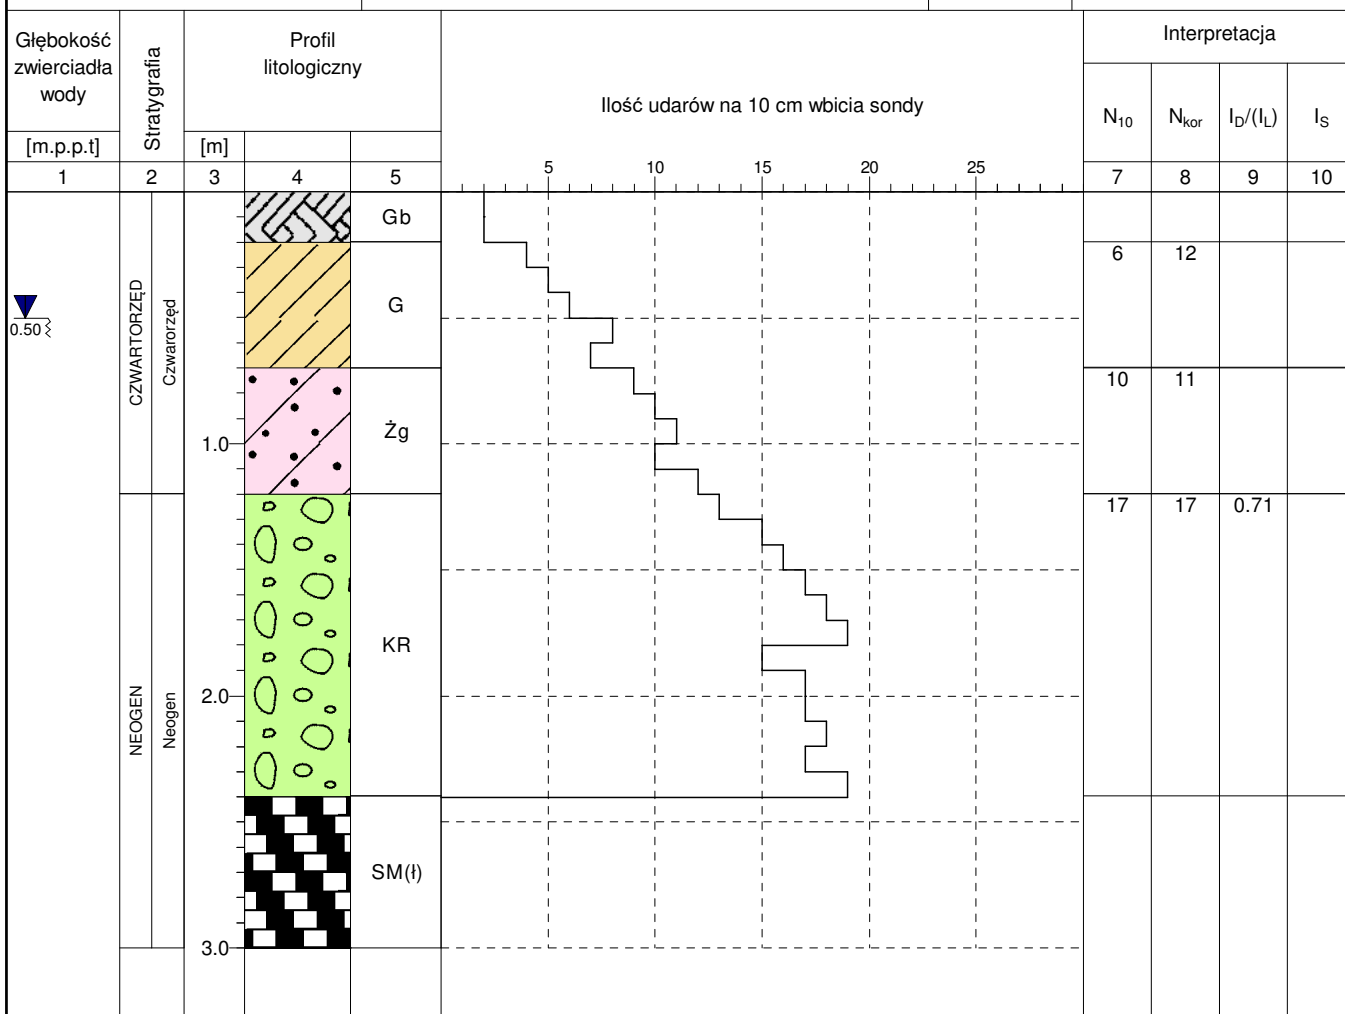 Głębokość
zwierciadła
wody
[m.p.p.t]
Stratygrafia
Profil
litologiczny
[m]
Ilość udarów na 10 cm wbicia sondy
Interpretacja
N10
Nkor
ID/(IL)
IS
5 10 15 20 25
1 2 3 4 5 7 8 9 10
Gb
6 12
G
0.50
CZWARTORZĘD
Czwarorzęd
10 11
Żg
1.0
17 17 0.71
KR
2.0
NEOGEN
Neogen
SM(ł)
3.0